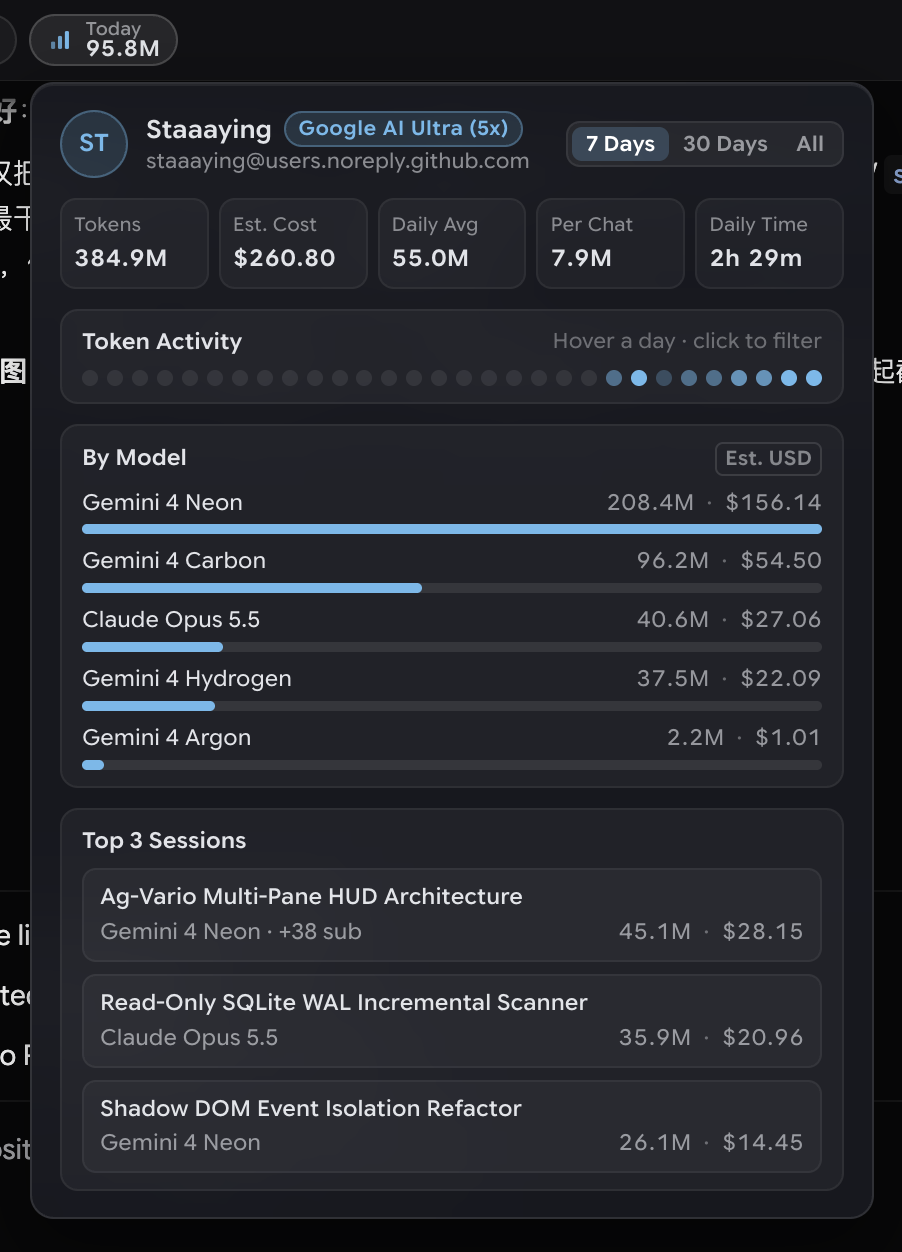 Today
95.8M
好：
ST
Staaaying
Google AI Ultra (5x)
staaaying@users.noreply.github.com
7 Days
30 Days
All
Tokens
384.9M
Est. Cost
$260.80
Daily Avg
55.0M
Per Chat
7.9M
Daily Time
2h 29m
Token Activity
Hover a day · click to filter
图
By Model
Est. USD
Gemini 4 Neon
208.4M · $156.14
Gemini 4 Carbon
96.2M · $54.50
Claude Opus 5.5
40.6M · $27.06
Gemini 4 Hydrogen
37.5M · $22.09
Gemini 4 Argon
2.2M · $1.01
Top 3 Sessions
Ag-Vario Multi-Pane HUD Architecture
Gemini 4 Neon · +38 sub
45.1M · $28.15
Read-Only SQLite WAL Incremental Scanner
Claude Opus 5.5
35.9M · $20.96
Shadow DOM Event Isolation Refactor
Gemini 4 Neon
26.1M · $14.45